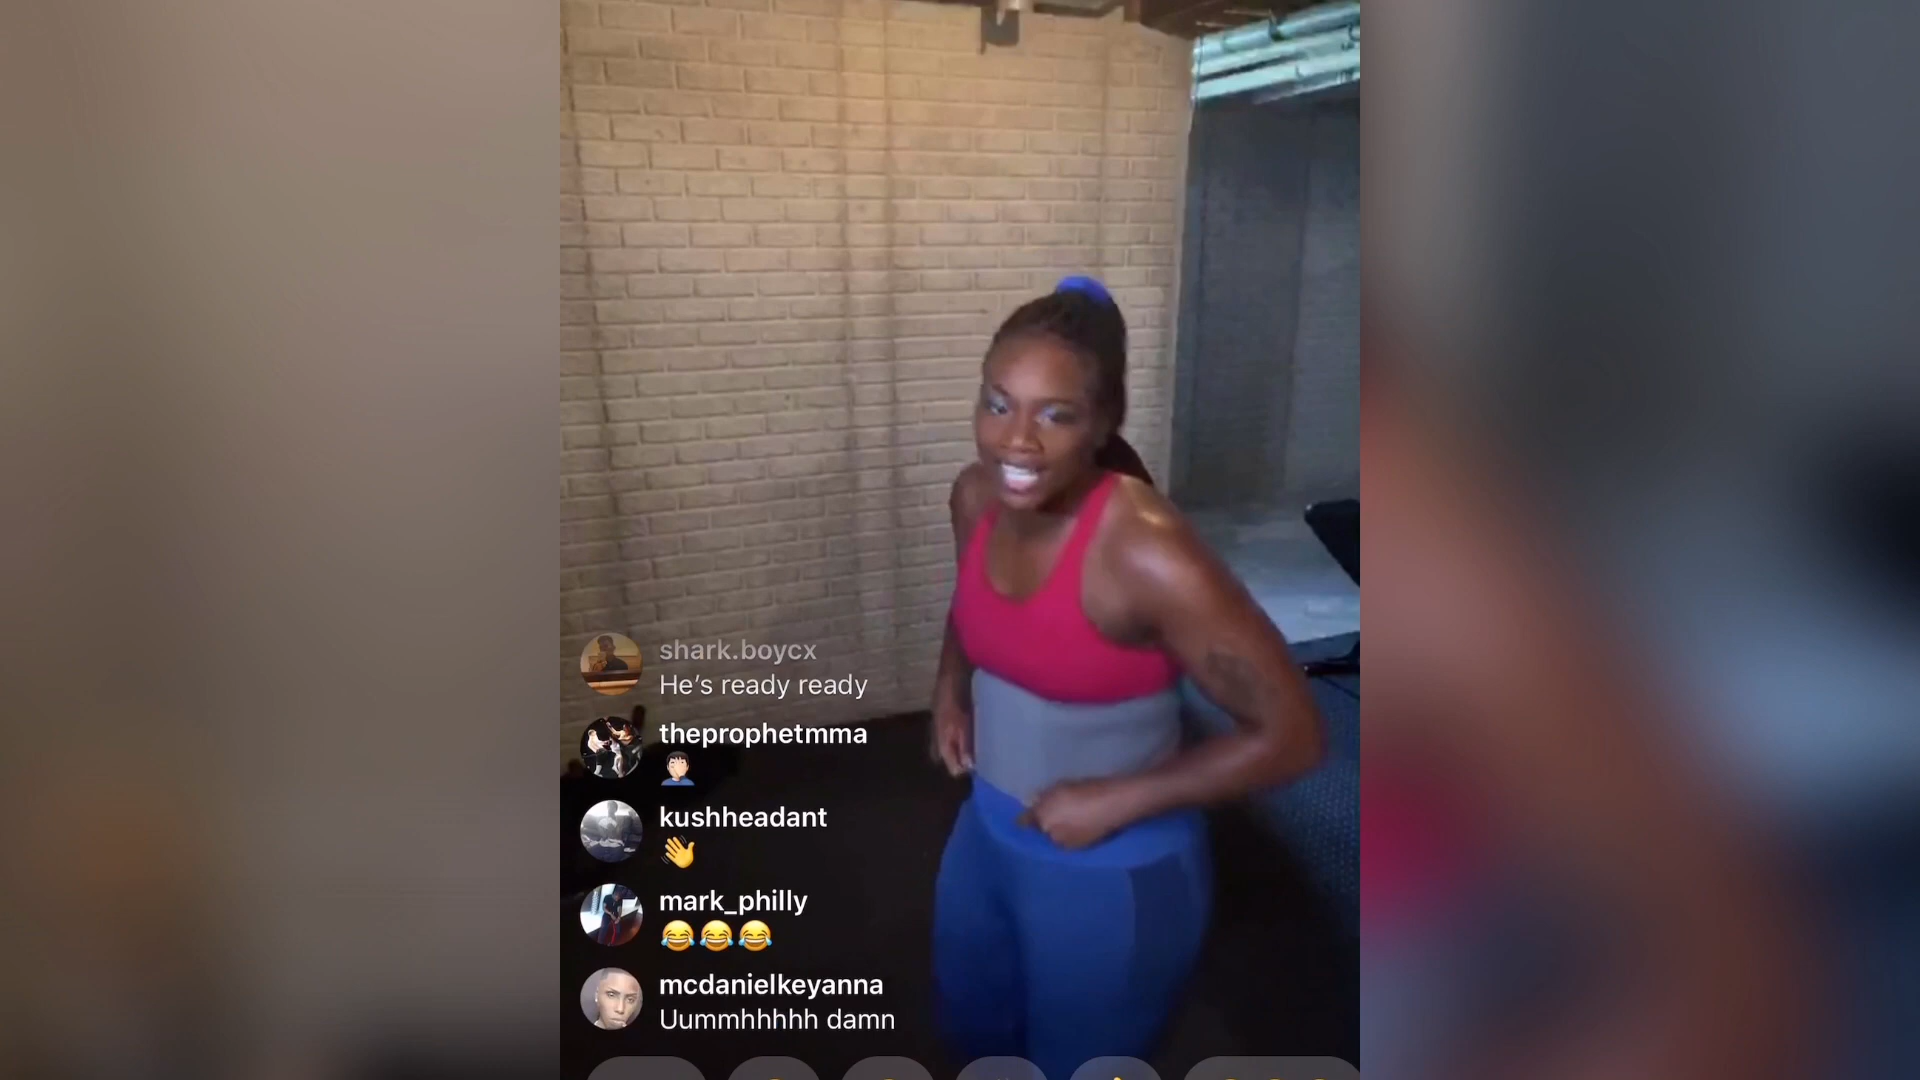 shark.boycx
He’s ready ready
theprophetmma
🤦🏻‍♂️
kushheadant
👋
mark_philly
😂😂😂
mcdanielkeyanna
Uummhhhhh damn